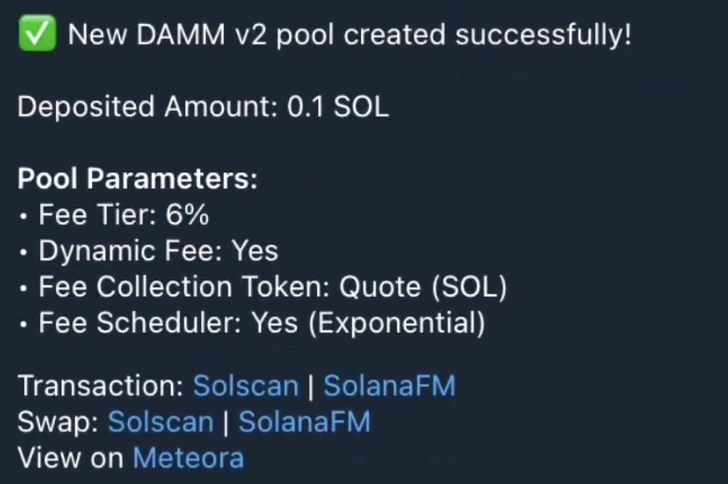 ✅ New DAMM v2 pool created successfully!
Deposited Amount: 0.1 SOL
Pool Parameters:
• Fee Tier: 6%
• Dynamic Fee: Yes
• Fee Collection Token: Quote (SOL)
• Fee Scheduler: Yes (Exponential)
Transaction: Solscan | SolanaFM
Swap: Solscan | SolanaFM
View on Meteora